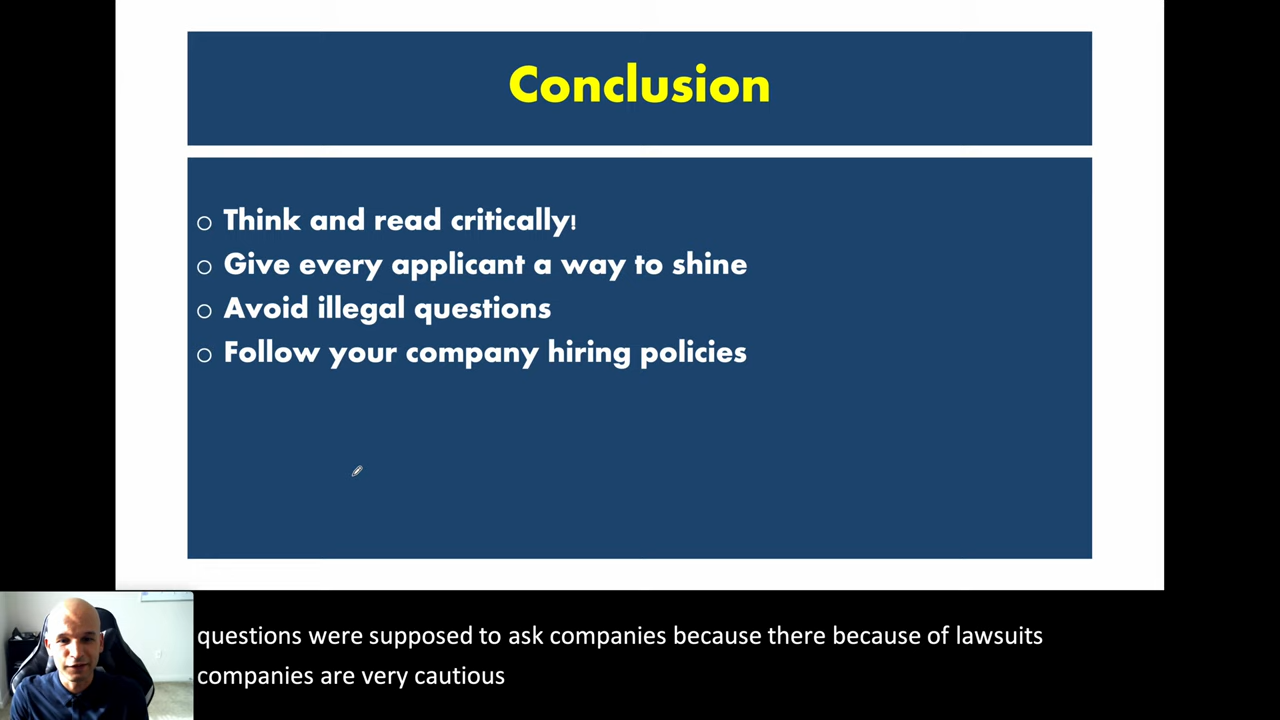 Conclusion
Think and read critically!
Give every applicant a way to shine
Avoid illegal questions
Follow your company hiring policies
questions were supposed to ask companies because there because of lawsuits
companies are very cautious